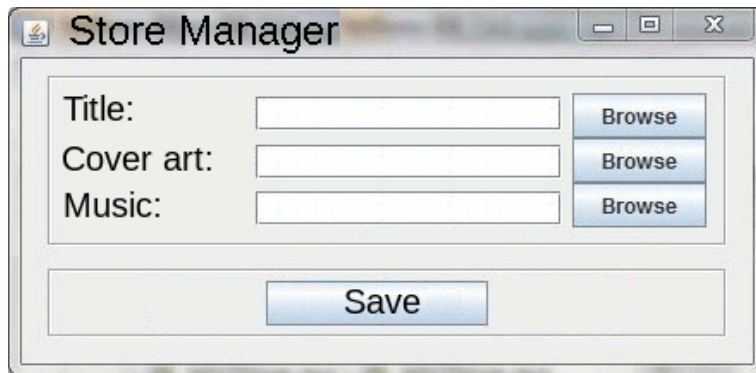 Store Manager
Title: Browse
Cover art: Browse
Music: Browse
Save